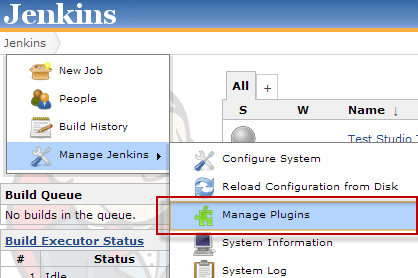 Jenkins
Jenkins
New Job
People
Build History
Manage Jenkins
All +
S W Name ↓
Test Studio
Configure System
Reload Configuration from Disk
Manage Plugins
System Information
System Log
Build Queue
No builds in the queue.
Build Executor Status
# Status
1 Idle